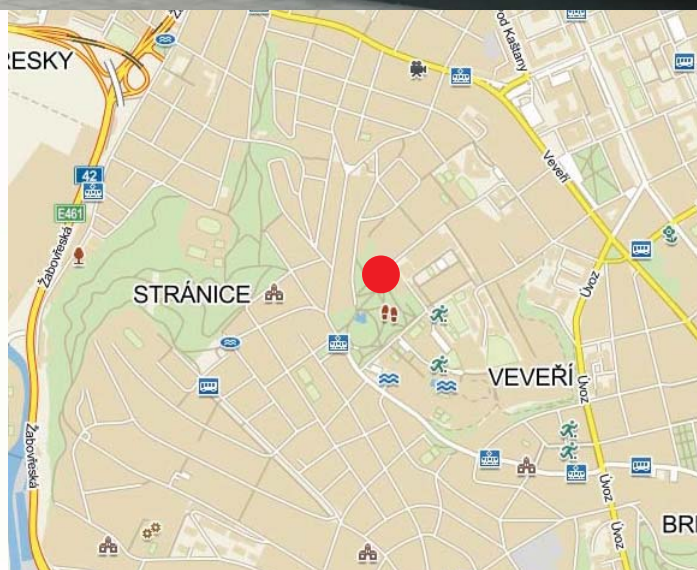 RESKY
od Kaštany
42
E461
Žabovřeská
Veveří
STRÁNICE
Úvoz
VEVEŘÍ
Úvoz
Žabovřeská
Úvoz
BR